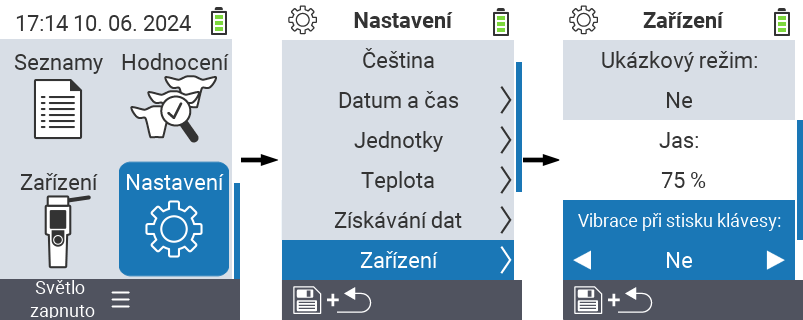 17:14 10. 06. 2024
Seznamy Hodnocení
Zařízení Nastavení
Světlo
zapnuto
Nastavení
Čeština
Datum a čas
Jednotky
Teplota
Získávání dat
Zařízení
+
Zařízení
Ukázkový režim:
Ne
Jas:
75 %
Vibrace při stisku klávesy:
Ne
+